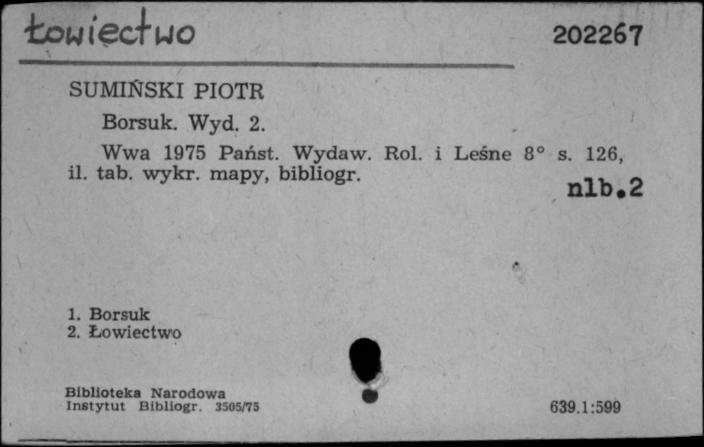 Łowiectwo 202267
SUMIŃSKI PIOTR
Borsuk. Wyd. 2.
Wwa 1975 Państ. Wydaw. Rol. i Leśne 8° s. 126,
il. tab. wykr. mapy, bibliogr.
nlb.2
1. Borsuk
2. Łowiectwo
Biblioteka Narodowa
Instytut Bibliogr. 3505/75 639.1:599